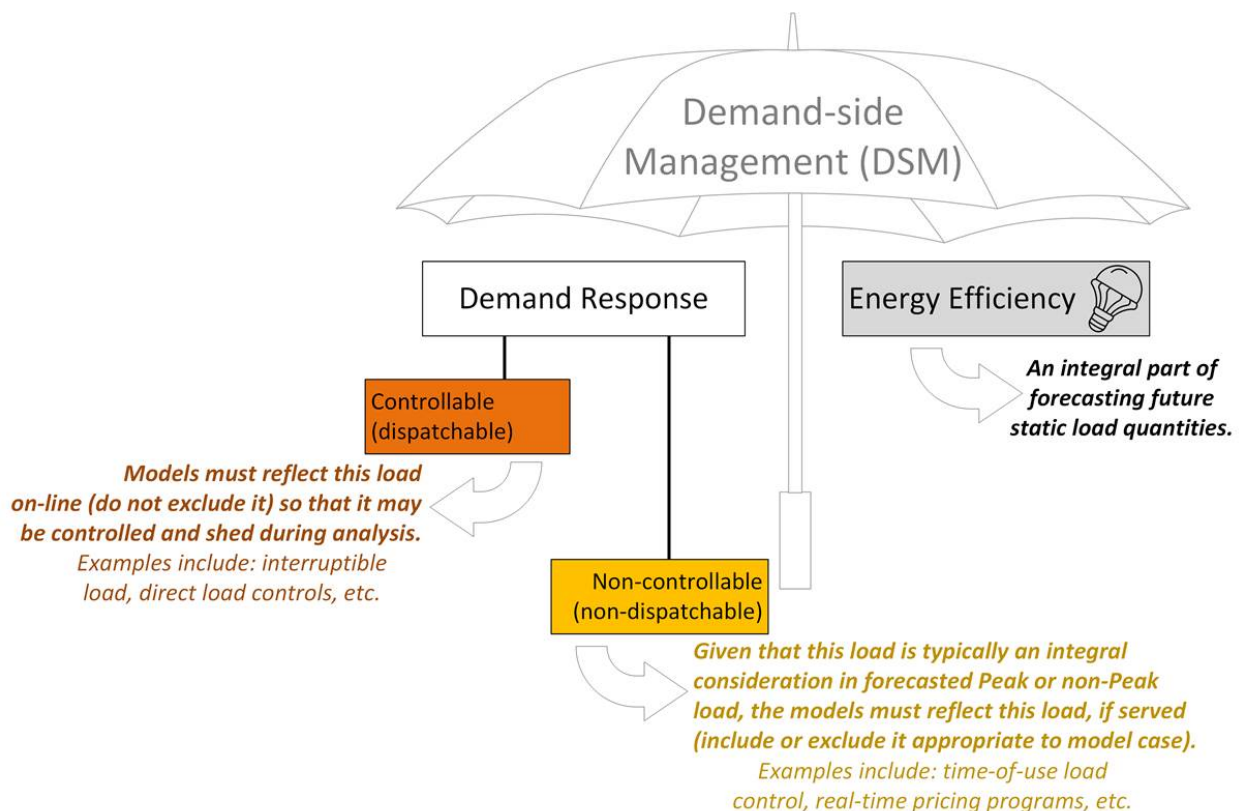 Demand-side
Management (DSM)
Demand Response
Energy Efficiency
Controllable
(dispatchable)
An integral part of
forecasting future
static load quantities.
Models must reflect this load
on-line (do not exclude it) so that it may
be controlled and shed during analysis.
Examples include: interruptible
load, direct load controls, etc.
Non-controllable
(non-dispatchable)
Given that this load is typically an integral
consideration in forecasted Peak or non-Peak
load, the models must reflect this load, if served
(include or exclude it appropriate to model case).
Examples include: time-of-use load
control, real-time pricing programs, etc.